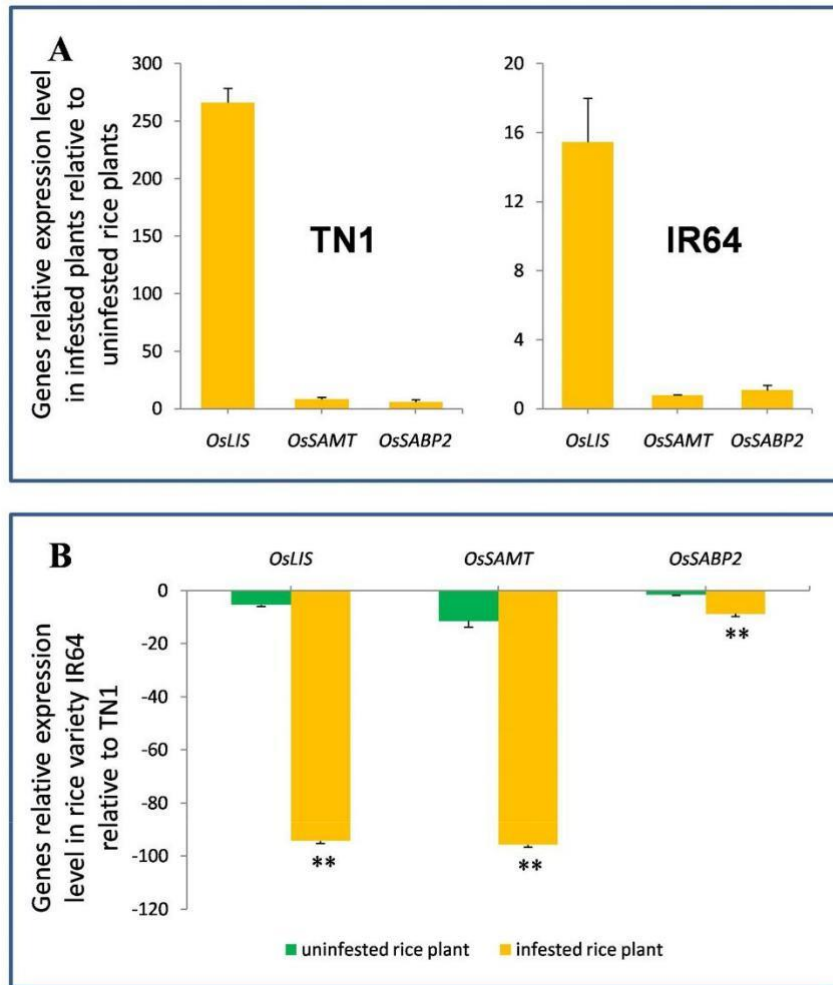 A
Genes relative expression level
in infested plants relative to
uninfested rice plants
300
250
200
150
100
50
0
TN1
OsLIS OsSAMT OsSABP2
20
16
12
8
4
0
IR64
OsLIS OsSAMT OsSABP2
B
Genes relative expression
level in rice variety IR64
relative to TN1
OsLIS OsSAMT OsSABP2
0
-20
-40
-60
-80
-100
-120
** ** **
uninfested rice plant infested rice plant